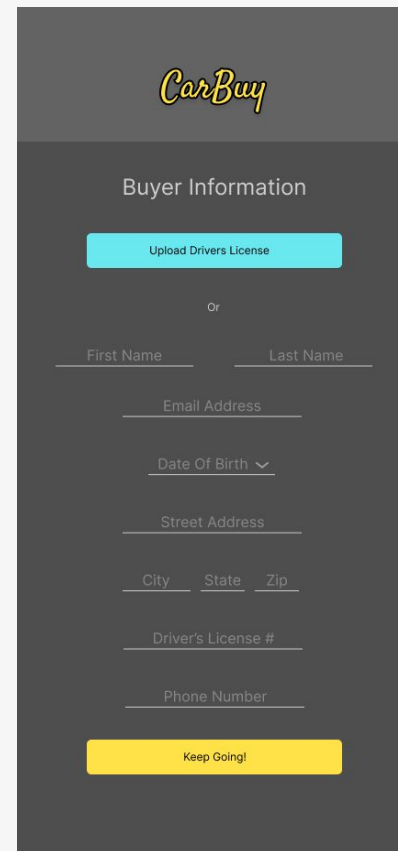 CarBuy
Buyer Information
Upload Drivers License
Or
First Name Last Name
Email Address
Date Of Birth
Street Address
City State Zip
Driver’s License #
Phone Number
Keep Going!